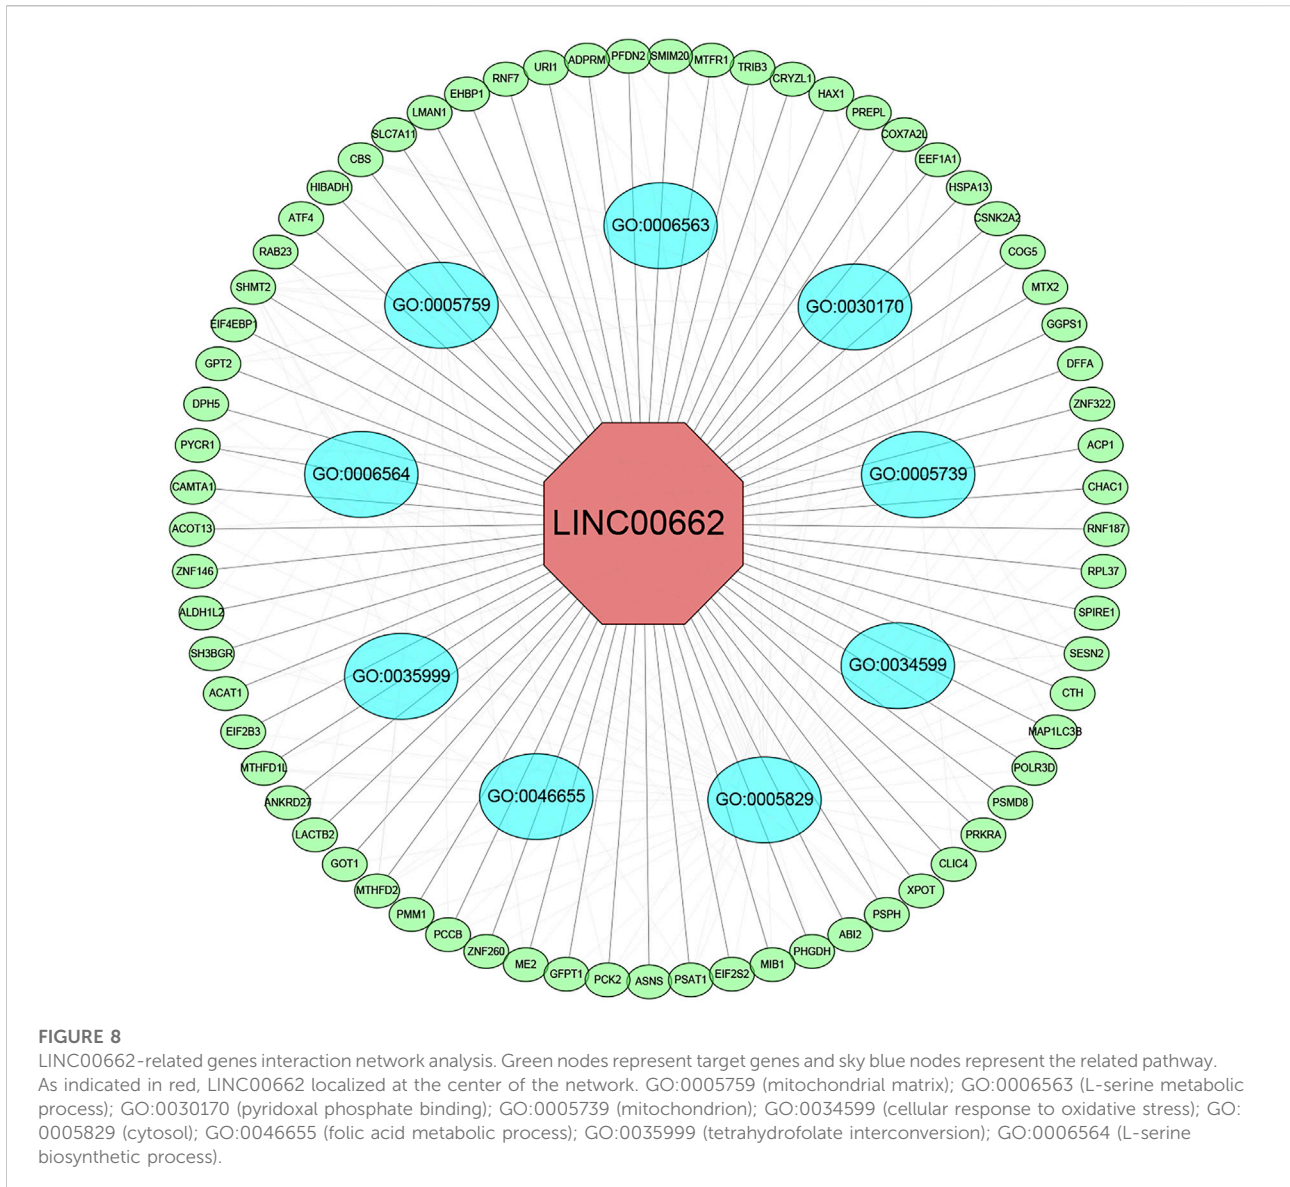 PFDN2
SMIM20
MTFR1
TRIB3
CRYZL1
HAX1
PREPL
COX7A2L
EEF1A1
HSPA13
CSNK2A2
COG5
MTX2
GGPS1
DFFA
ZNF322
ACP1
CHAC1
RNF187
RPL37
SPIRE1
SESN2
CTH
MAP1LC3B
POLR3D
PSMD8
PRKRA
CLIC4
XPOT
PSPH
ABI2
PHGDH
MIB1
EIF2S2
PSAT1
ASNS
PCK2
GFPT1
ME2
ZNF260
PCCB
PMM1
MTHFD2
GOT1
LACTB2
ANKRD27
MTHFD1L
EIF2B3
ACAT1
SH3BGR
ALDH1L2
ZNF146
ACOT13
CAMTA1
PYCR1
DPH5
GPT2
EIF4EBP1
SHMT2
RAB23
ATF4
HIBADH
CBS
SLC7A11
LMAN1
EHBP1
RNF7
URI1
ADPRM
GO:0006563
GO:0005759
GO:0030170
GO:0006564
GO:0005739
LINC00662
GO:0035999
GO:0034599
GO:0046655
GO:0005829
FIGURE 8
LINC00662-related genes interaction network analysis. Green nodes represent target genes and sky blue nodes represent the related pathway.
As indicated in red, LINC00662 localized at the center of the network. GO:0005759 (mitochondrial matrix); GO:0006563 (L-serine metabolic
process); GO:0030170 (pyridoxal phosphate binding); GO:0005739 (mitochondrion); GO:0034599 (cellular response to oxidative stress); GO:
0005829 (cytosol); GO:0046655 (folic acid metabolic process); GO:0035999 (tetrahydrofolate interconversion); GO:0006564 (L-serine
biosynthetic process).